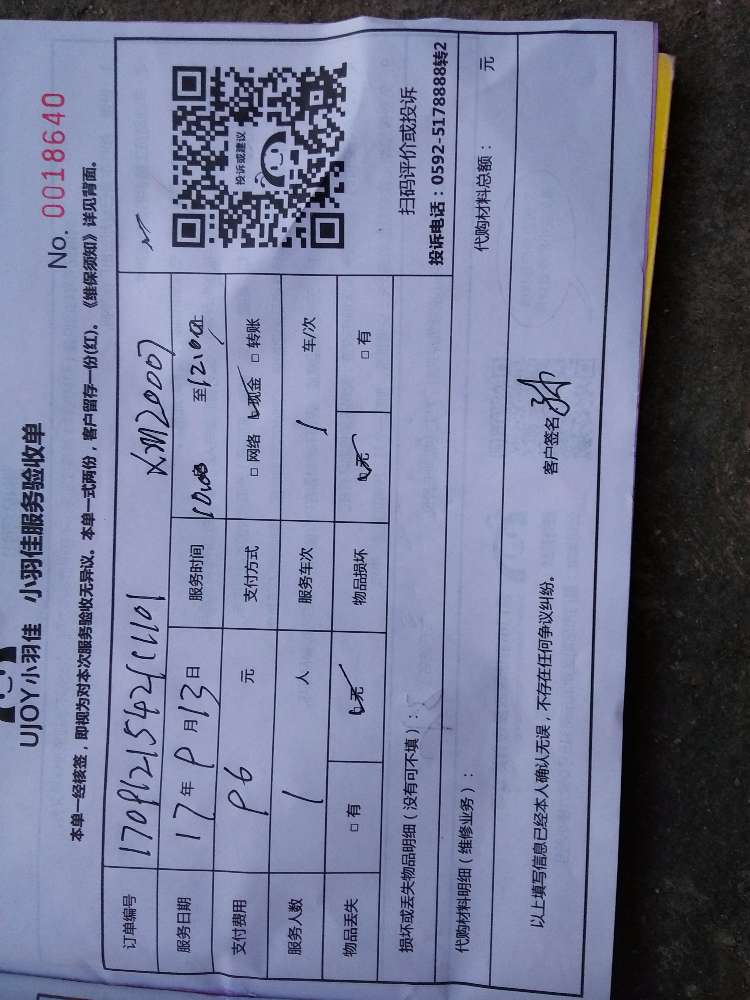 UJOY小羽佳 小羽佳服务验收单
No. 0018640
本单一经核签，即视为对本次服务验收无异议。本单一式两份，客户留存一份(红)。《维保须知》详见背面。
订单编号 XM20007
服务日期 17年9月13日 服务时间 至
支付费用 96 元 支付方式 □ 网络 □ 现金 □ 转账
服务人数 1 人 服务车次 1 车/次
物品丢失 □ 有 □ 无 物品损坏 □ 无 □ 有
投诉或建议
扫码评价或投诉
投诉电话：0592-5178888转2
损坏或丢失物品明细（没有可不填）：
代购材料明细（维修业务）： 代购材料总额： 元
以上填写信息已经本人确认无误，不存在任何争议纠纷。 客户签名